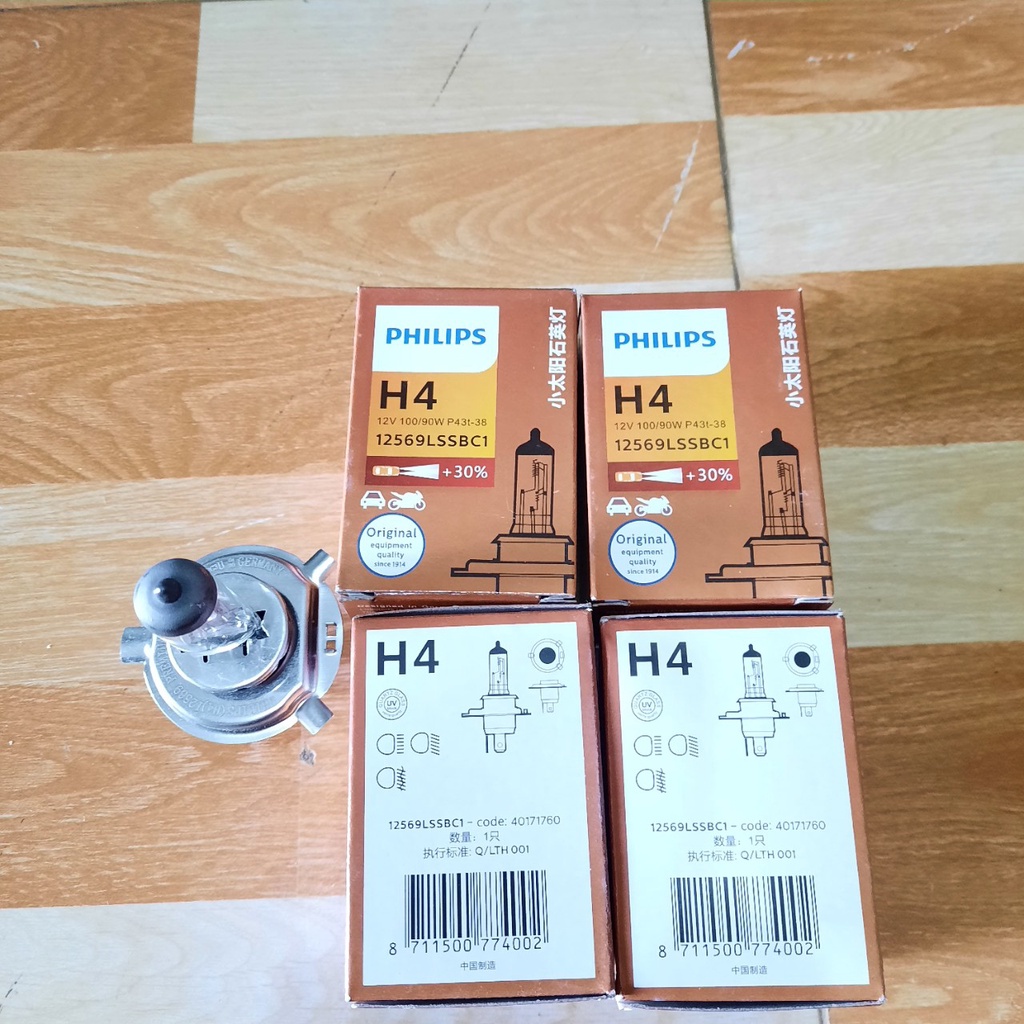 PHILIPS
H4
12V 100/90W P43t-38
12569LSSBC1
+30%
Original
equipment
quality
since 1914
小太阳石英灯
PHILIPS
H4
12V 100/90W P43t-38
12569LSSBC1
+30%
Original
equipment
quality
since 1914
小太阳石英灯
GERMANY
H4
UV
12569LSSBC1 - code: 40171760
数量: 1只
执行标准: Q/LTH 001
8 711500 774002
中国制造
H4
UV
12569LSSBC1 - code: 40171760
数量: 1只
执行标准: Q/LTH 001
8 711500 774002
中国制造